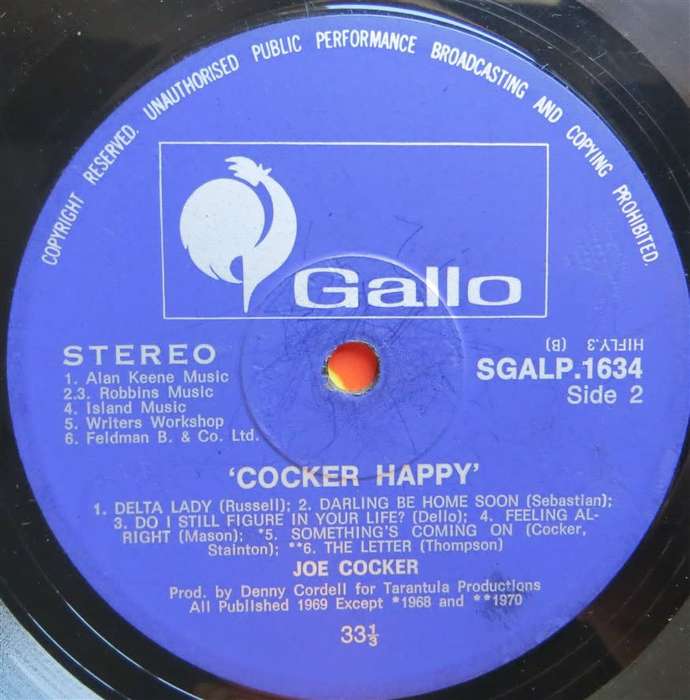 COPYRIGHT RESERVED. UNAUTHORISED PUBLIC PERFORMANCE BROADCASTING AND COPYING PROHIBITED.
Gallo
STEREO
1. Alan Keene Music
2.3. Robbins Music
4. Island Music
5. Writers Workshop
6. Feldman B. & Co. Ltd.
HIFLY.3 (B)
SGALP.1634
Side 2
'COCKER HAPPY'
1. DELTA LADY (Russell); 2. DARLING BE HOME SOON (Sebastian);
3. DO I STILL FIGURE IN YOUR LIFE? (Dello); 4. FEELING AL-
RIGHT (Mason); *5. SOMETHING'S COMING ON (Cocker,
Stainton); **6. THE LETTER (Thompson)
JOE COCKER
Prod. by Denny Cordell for Tarantula Productions
All Published 1969 Except *1968 and **1970
33⅓